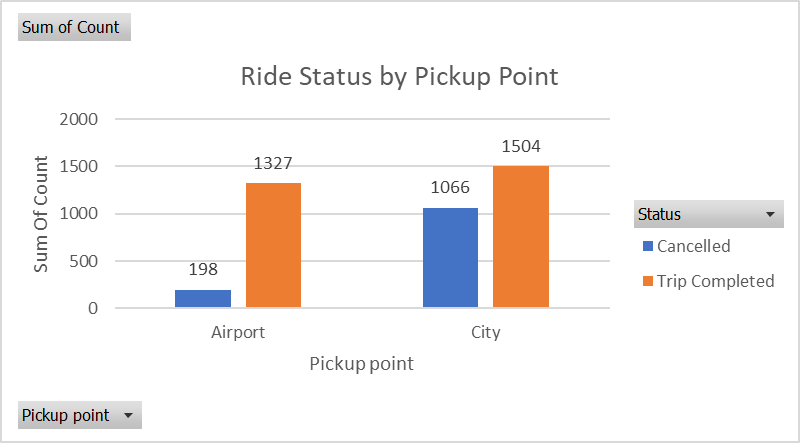 Sum of Count
Ride Status by Pickup Point
Sum Of Count
2000
1500
1000
500
0
198
1327
1066
1504
Airport
City
Pickup point
Status
Cancelled
Trip Completed
Pickup point